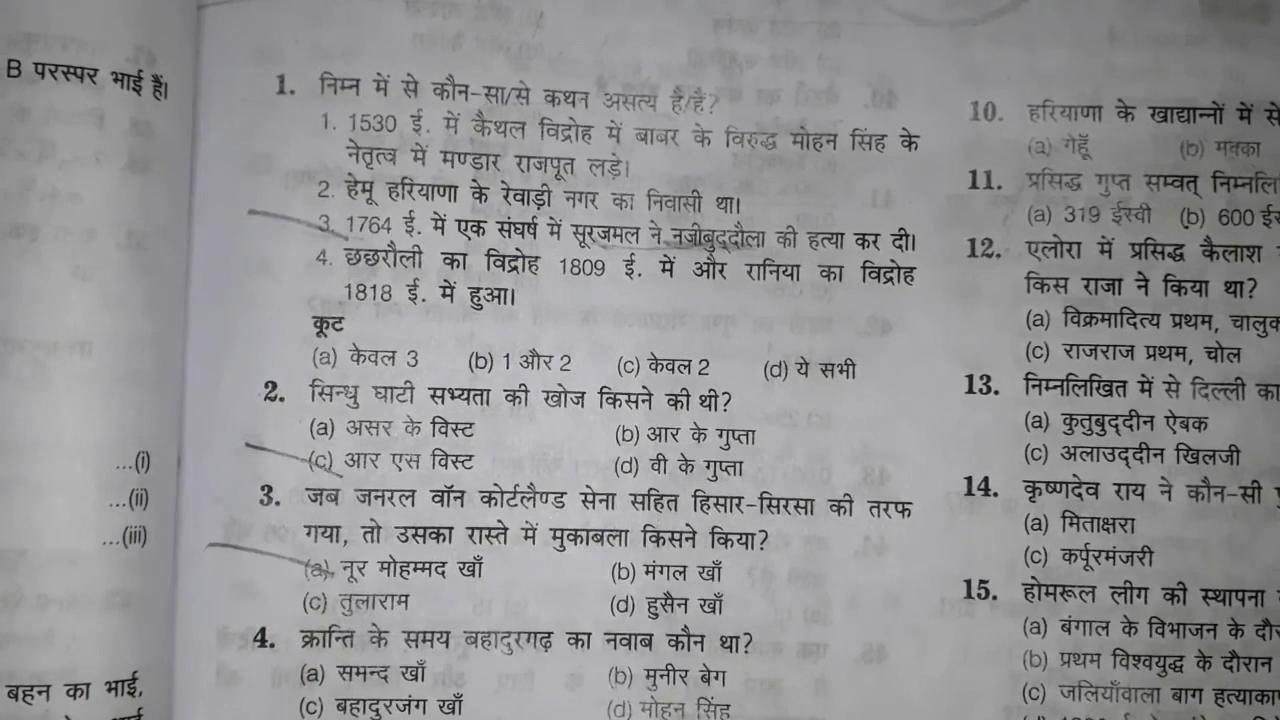 B परस्पर भाई हैं।
...(i)
...(ii)
...(iii)
बहन का भाई,
1. निम्न में से कौन-सा/से कथन असत्य है/हैं?
1. 1530 ई. में कैथल विद्रोह में बाबर के विरुद्ध मोहन सिंह के
नेतृत्व में मण्डार राजपूत लड़े।
2. हेमू हरियाणा के रेवाड़ी नगर का निवासी था।
3. 1764 ई. में एक संघर्ष में सूरजमल ने नजीबुद्दौला की हत्या कर दी।
4. छछरौली का विद्रोह 1809 ई. में और रानिया का विद्रोह
1818 ई. में हुआ।
कूट
(a) केवल 3 (b) 1 और 2 (c) केवल 2 (d) ये सभी
2. सिन्धु घाटी सभ्यता की खोज किसने की थी?
(a) असर के विस्ट (b) आर के गुप्ता
(c) आर एस विस्ट (d) वी के गुप्ता
3. जब जनरल वॉन कोर्टलैण्ड सेना सहित हिसार-सिरसा की तरफ
गया, तो उसका रास्ते में मुकाबला किसने किया?
(a) नूर मोहम्मद खाँ (b) मंगल खाँ
(c) तुलाराम (d) हुसैन खाँ
4. क्रान्ति के समय बहादुरगढ़ का नवाब कौन था?
(a) समन्द खाँ (b) मुनीर बेग
(c) बहादुरजंग खाँ (d) मोहन सिंह
10. हरियाणा के खाद्यान्नों में से
(a) गेहूँ (b) मक्का
11. प्रसिद्ध गुप्त सम्वत् निम्नलि
(a) 319 ईस्वी (b) 600 ईस्
12. एलोरा में प्रसिद्ध कैलाश
किस राजा ने किया था?
(a) विक्रमादित्य प्रथम, चालुक
(c) राजराज प्रथम, चोल
13. निम्नलिखित में से दिल्ली का
(a) कुतुबुद्दीन ऐबक
(c) अलाउद्दीन खिलजी
14. कृष्णदेव राय ने कौन-सी
(a) मिताक्षरा
(c) कर्पूरमंजरी
15. होमरूल लीग की स्थापना
(a) बंगाल के विभाजन के दौर
(b) प्रथम विश्वयुद्ध के दौरान
(c) जलियाँवाला बाग हत्याका